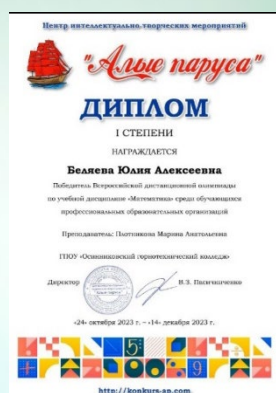 Центр интеллектуально-творческих мероприятий
"Алые паруса"
ДИПЛОМ
I СТЕПЕНИ
НАГРАЖДАЕТСЯ
Беляева Юлия Алексеевна
Победитель Всероссийской дистанционной олимпиады
по учебной дисциплине «Математика» среди обучающихся
профессиональных образовательных организаций
Преподаватель: Плотникова Марина Анатольевна
ГПОУ «Осинниковский горнотехнический колледж»
Директор
«24» октября 2023 г. – «14» декабря 2023 г.
http://konkurs-ap.com